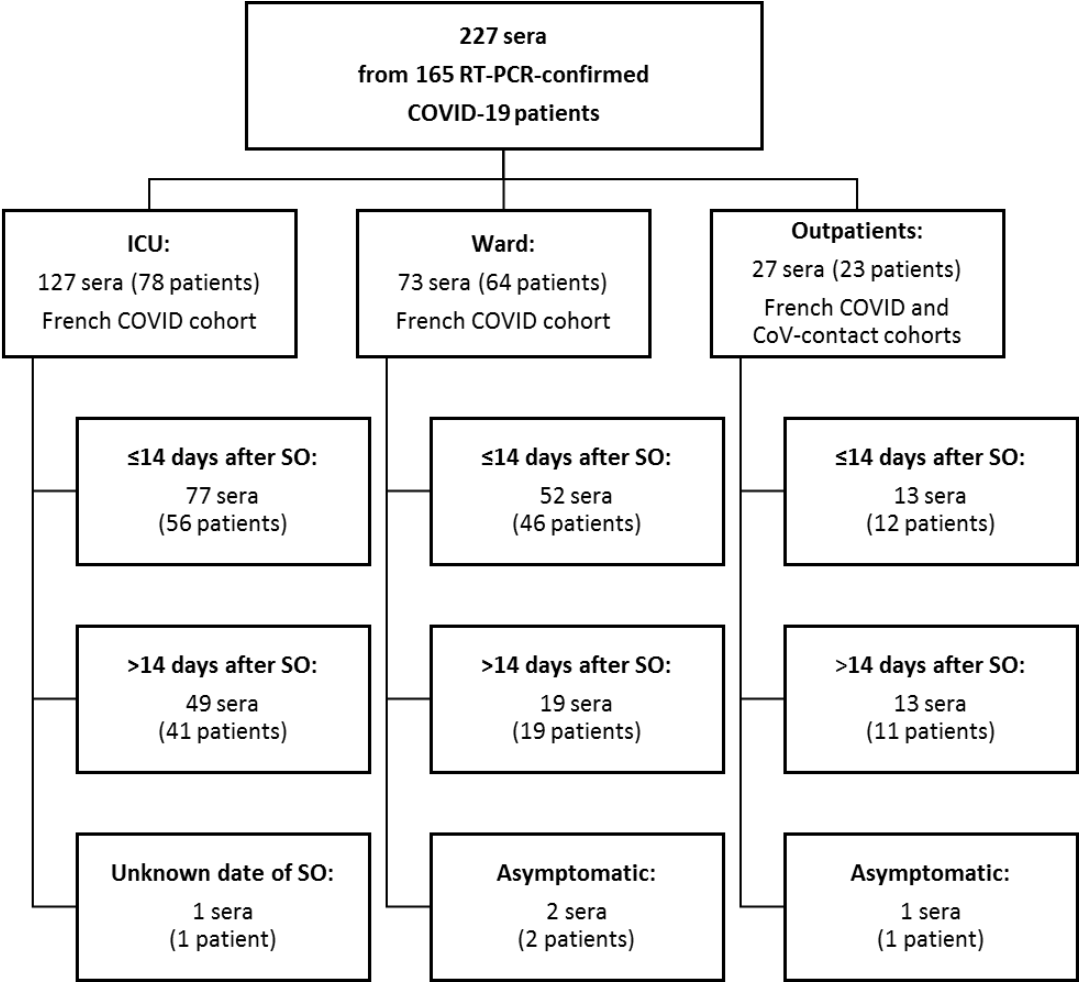 227 sera
from 165 RT-PCR-confirmed
COVID-19 patients
ICU:
127 sera (78 patients)
French COVID cohort
Ward:
73 sera (64 patients)
French COVID cohort
Outpatients:
27 sera (23 patients)
French COVID and
CoV-contact cohorts
≤14 days after SO:
77 sera
(56 patients)
≤14 days after SO:
52 sera
(46 patients)
≤14 days after SO:
13 sera
(12 patients)
>14 days after SO:
49 sera
(41 patients)
>14 days after SO:
19 sera
(19 patients)
>14 days after SO:
13 sera
(11 patients)
Unknown date of SO:
1 sera
(1 patient)
Asymptomatic:
2 sera
(2 patients)
Asymptomatic:
1 sera
(1 patient)